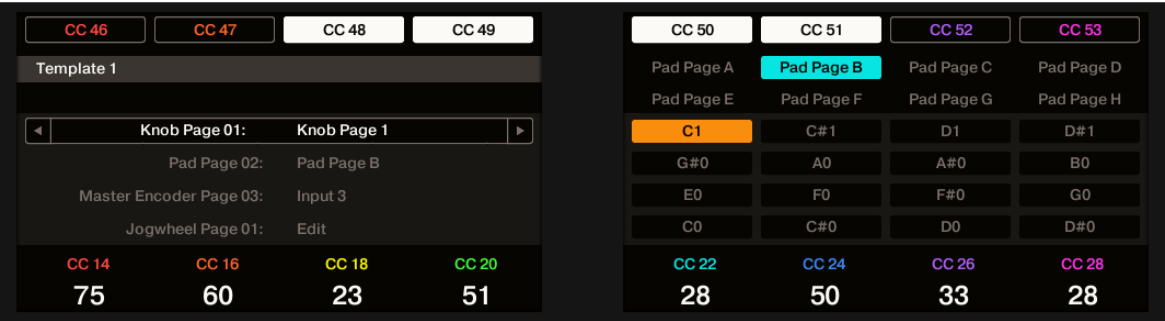 CC 46 CC 47 CC 48 CC 49
Template 1
Knob Page 01: Knob Page 1
Pad Page 02: Pad Page B
Master Encoder Page 03: Input 3
Jogwheel Page 01: Edit
CC 14 CC 16 CC 18 CC 20
75 60 23 51
CC 50 CC 51 CC 52 CC 53
Pad Page A Pad Page B Pad Page C Pad Page D
Pad Page E Pad Page F Pad Page G Pad Page H
C1 C#1 D1 D#1
G#0 A0 A#0 B0
E0 F0 F#0 G0
C0 C#0 D0 D#0
CC 22 CC 24 CC 26 CC 28
28 50 33 28